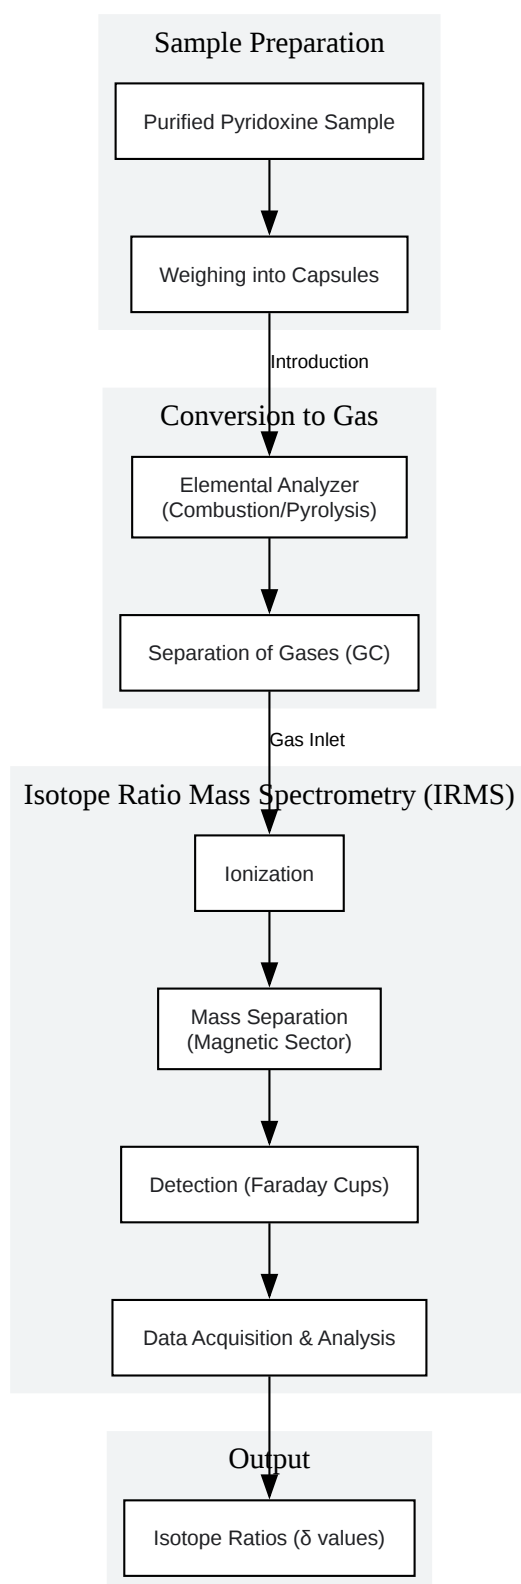 Sample Preparation
Purified Pyridoxine Sample
Weighing into Capsules
Introduction
Conversion to Gas
Elemental Analyzer
(Combustion/Pyrolysis)
Separation of Gases (GC)
Gas Inlet
Isotope Ratio Mass Spectrometry (IRMS)
Ionization
Mass Separation
(Magnetic Sector)
Detection (Faraday Cups)
Data Acquisition & Analysis
Output
Isotope Ratios (δ values)